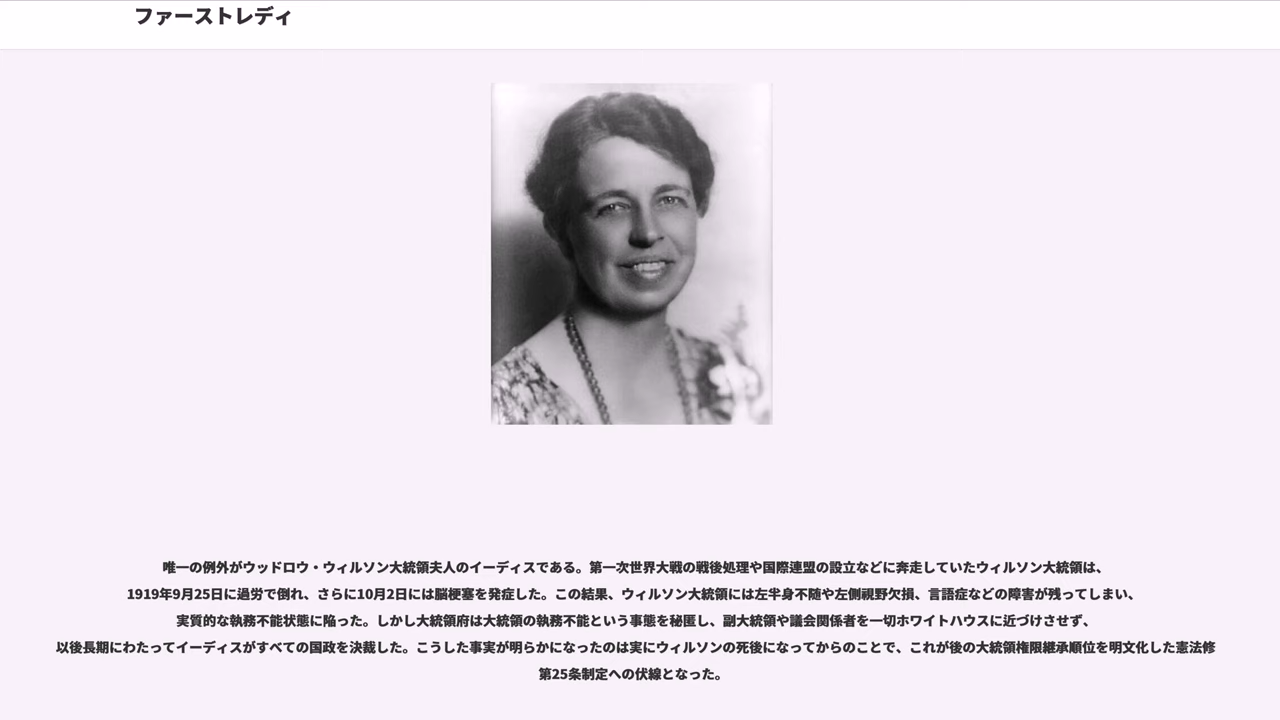 ファーストレディ
唯一の例外がウッドロウ・ウィルソン大統領夫人のイーディスである。第一次世界大戦の戦後処理や国際連盟の設立などに奔走していたウィルソン大統領は、
1919年9月25日に過労で倒れ、さらに10月2日には脳梗塞を発症した。この結果、ウィルソン大統領には左半身不随や左側視野欠損、言語症などの障害が残ってしまい、
実質的な執務不能状態に陥った。しかし大統領府は大統領の執務不能という事態を秘匿し、副大統領や議会関係者を一切ホワイトハウスに近づけさせず、
以後長期にわたってイーディスがすべての国政を決裁した。こうした事実が明らかになったのは実にウィルソンの死後になってからのことで、これが後の大統領権限継承順位を明文化した憲法修
第25条制定への伏線となった。